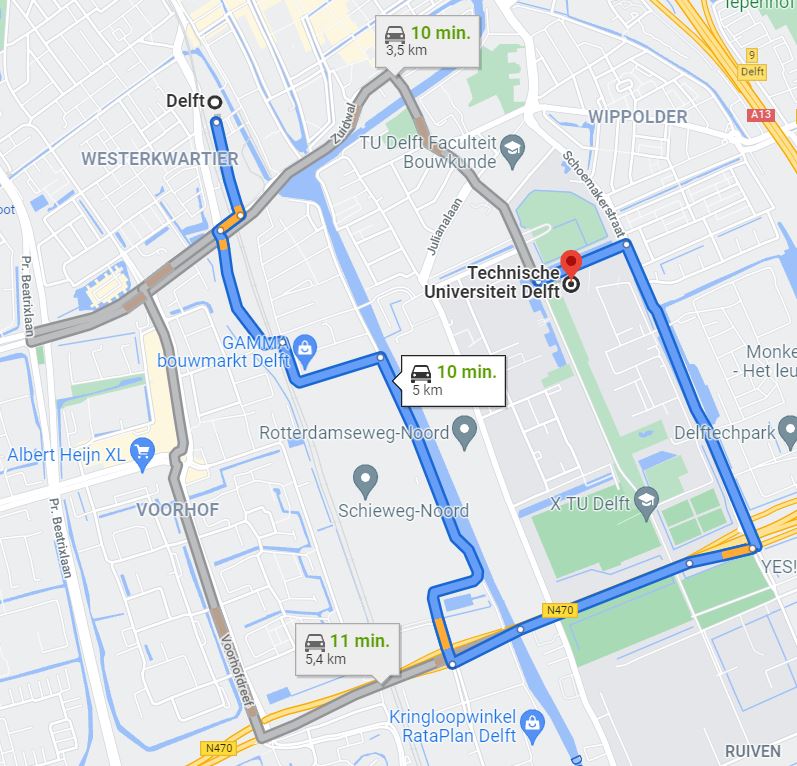 Iepenhof
10 min.
3,5 km
9
Delft
A13
Delft
WESTERKWARTIER
Zuidwal
WIPPOLDER
TU Delft Faculteit
Bouwkunde
Schoemakerstraat
oot
Julianalaan
Pr. Beatrixlaan
Technische
Universiteit Delft
GAMMA
bouwmarkt Delft
10 min.
5 km
Monke
- Het leu
Albert Heijn XL
Rotterdamseweg-Noord
Delftechpark
Schieweg-Noord
X TU Delft
VOORHOF
Pr. Beatrixlaan
YES!
N470
11 min.
5,4 km
Voorhofdreef
Kringloopwinkel
RataPlan Delft
N470
RUIVEN